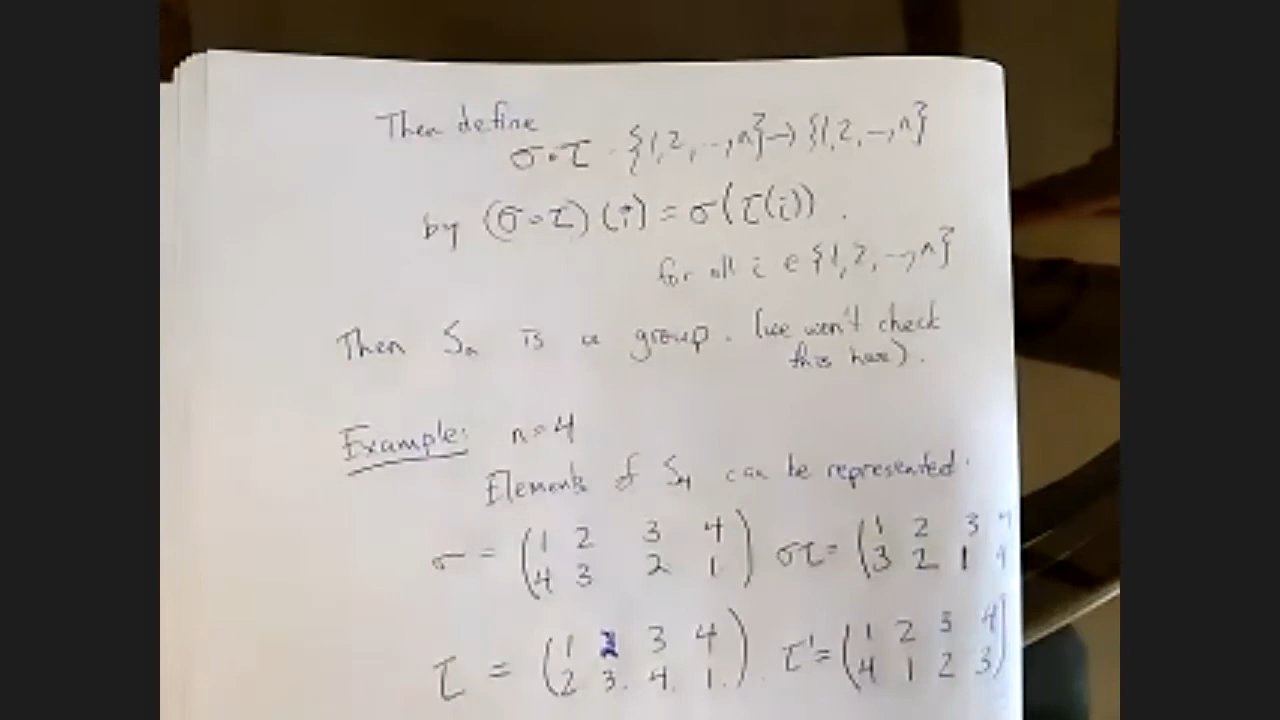 Then define
σ∘τ : {1,2,...,n} → {1,2,...,n}
by (σ∘τ)(i) = σ(τ(i)).
for all i ∈ {1,2,...,n}
Then Sn is a group. (we won't check
this here).
Example: n=4
Elements of S4 can be represented.
σ = (1 2 3 4 στ = (1 2 3 4
4 3 2 1) 3 2 1 4
τ = (1 2 3 4 τ' = (1 2 3 4
2 3. 4. 1.) 4 1 2 3)